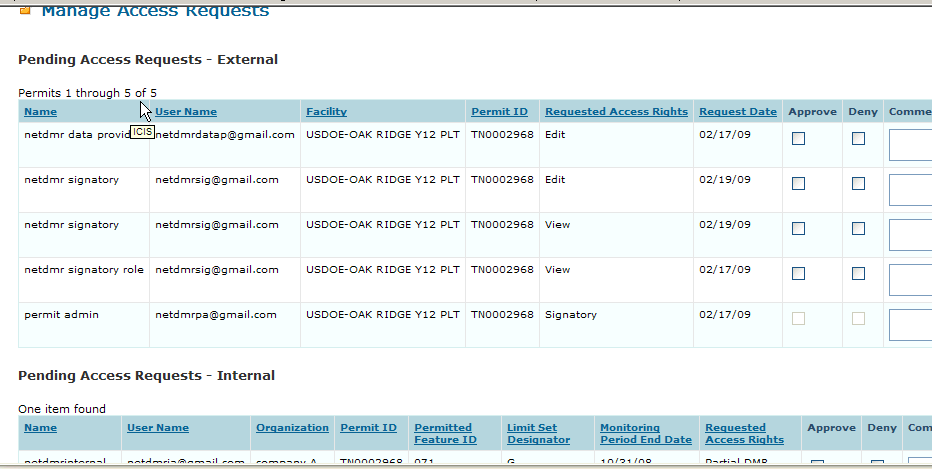 Manage Access Requests
Pending Access Requests - External
Permits 1 through 5 of 5
Name User Name Facility Permit ID Requested Access Rights Request Date Approve Deny Comme
netdmr data provid netdmrdatap@gmail.com USDOE-OAK RIDGE Y12 PLT TN0002968 Edit 02/17/09
ICIS
netdmr signatory netdmrsig@gmail.com USDOE-OAK RIDGE Y12 PLT TN0002968 Edit 02/19/09
netdmr signatory netdmrsig@gmail.com USDOE-OAK RIDGE Y12 PLT TN0002968 View 02/19/09
netdmr signatory role netdmrsig@gmail.com USDOE-OAK RIDGE Y12 PLT TN0002968 View 02/17/09
permit admin netdmrpa@gmail.com USDOE-OAK RIDGE Y12 PLT TN0002968 Signatory 02/17/09
Pending Access Requests - Internal
One item found
Name User Name Organization Permit ID Permitted Limit Set Monitoring Requested Approve Deny Com
Feature ID Designator Period End Date Access Rights
netdmrinternal netdmria@gmail.com company A TN0002968 071 G 10/31/08 Partial DMR